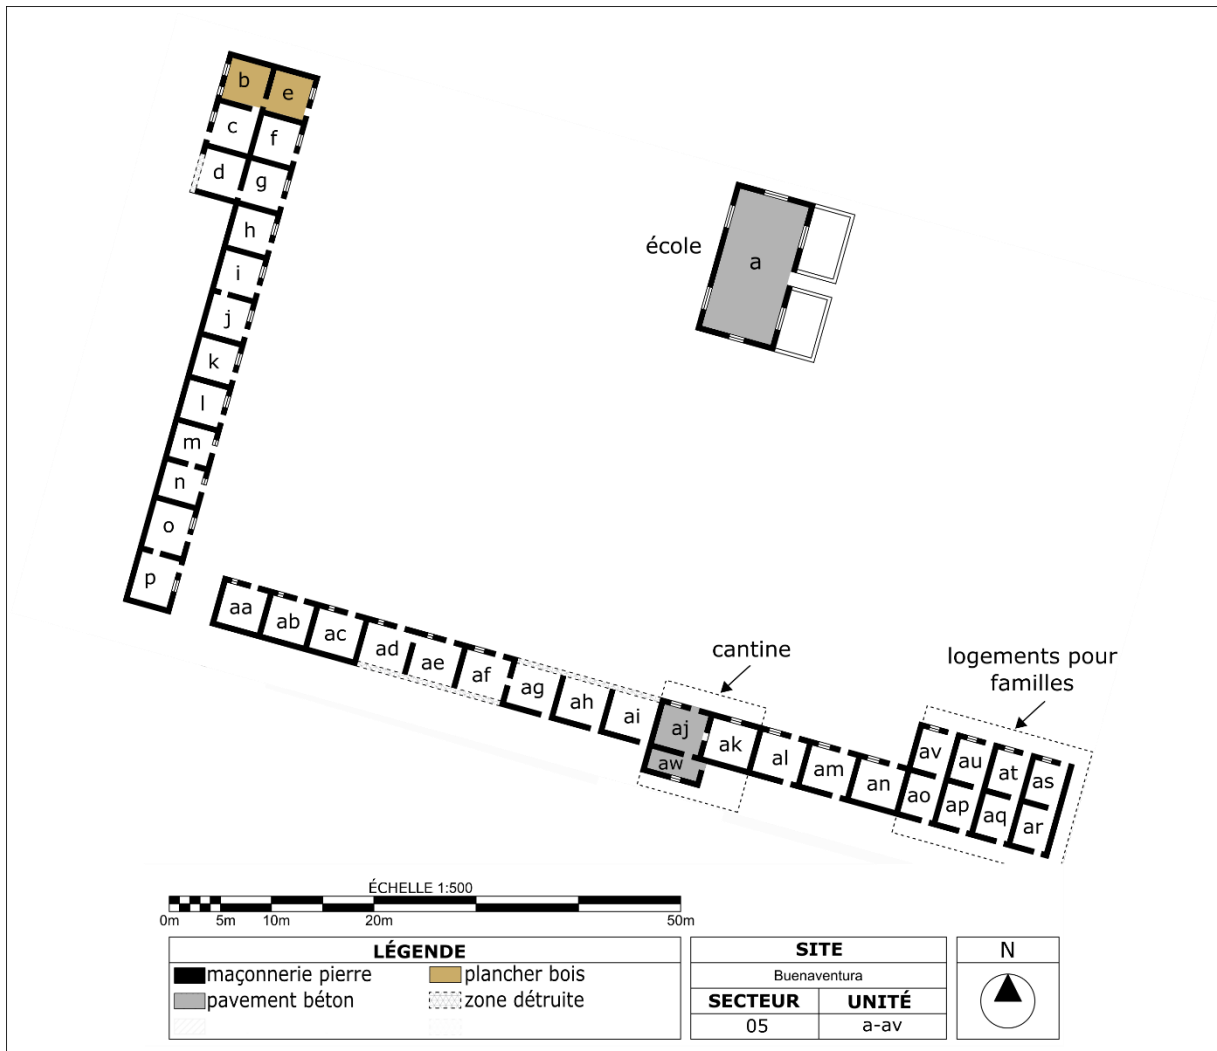 b
e
c
f
d
g
h
i
j
k
l
m
n
o
p
école
a
aa
ab
ac
ad
ae
af
ag
ah
ai
cantine
aj
aw
ak
al
am
an
logements pour
familles
av
au
at
as
ao
ap
aq
ar
ÉCHELLE 1:500
0m 5m 10m 20m 50m
LÉGENDE
maçonnerie pierre
plancher bois
pavement béton
zone détruite
SITE
Buenaventura
SECTEUR
UNITÉ
05
a-av
N